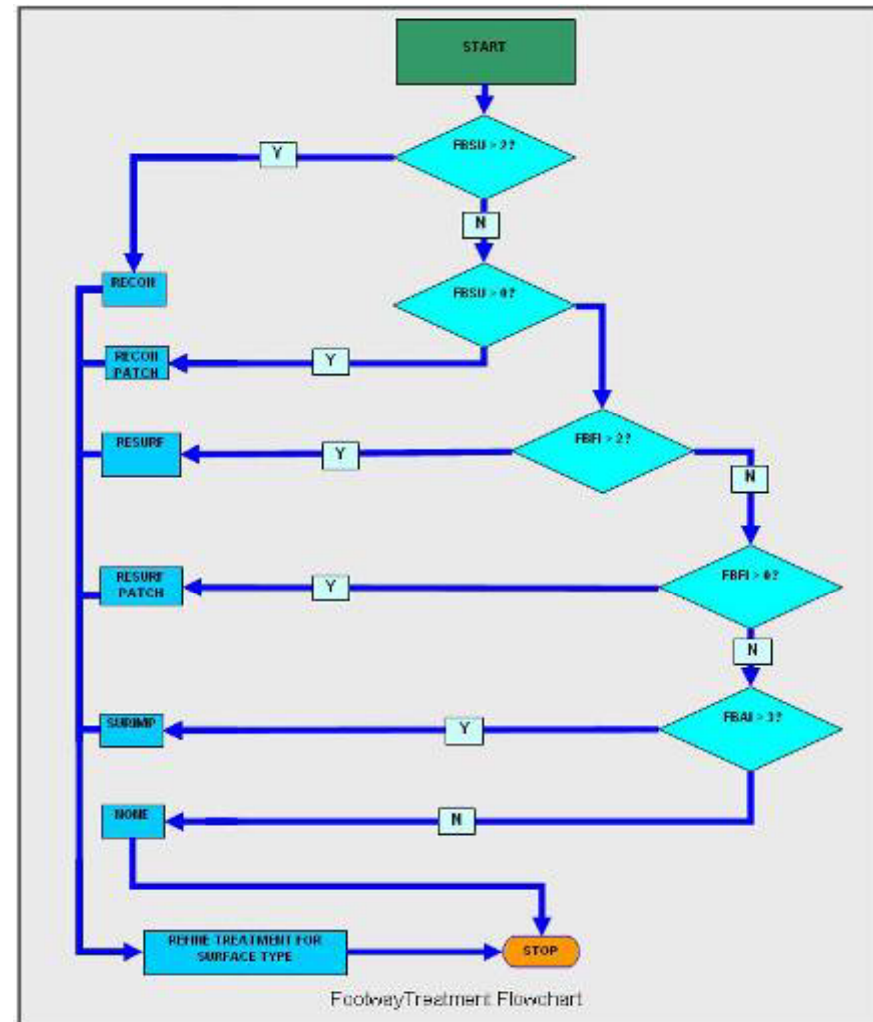 START
FBSU > 2?
Y
N
RECON
FBSU > 0?
RECON
PATCH
Y
RESURF
Y
FBFI > 2?
N
RESURF
PATCH
Y
FBFI > 0?
N
SURIMP
Y
FBAI > 3?
NONE
N
REFINE TREATMENT FOR
SURFACE TYPE
STOP
FootwayTreatment Flowchart